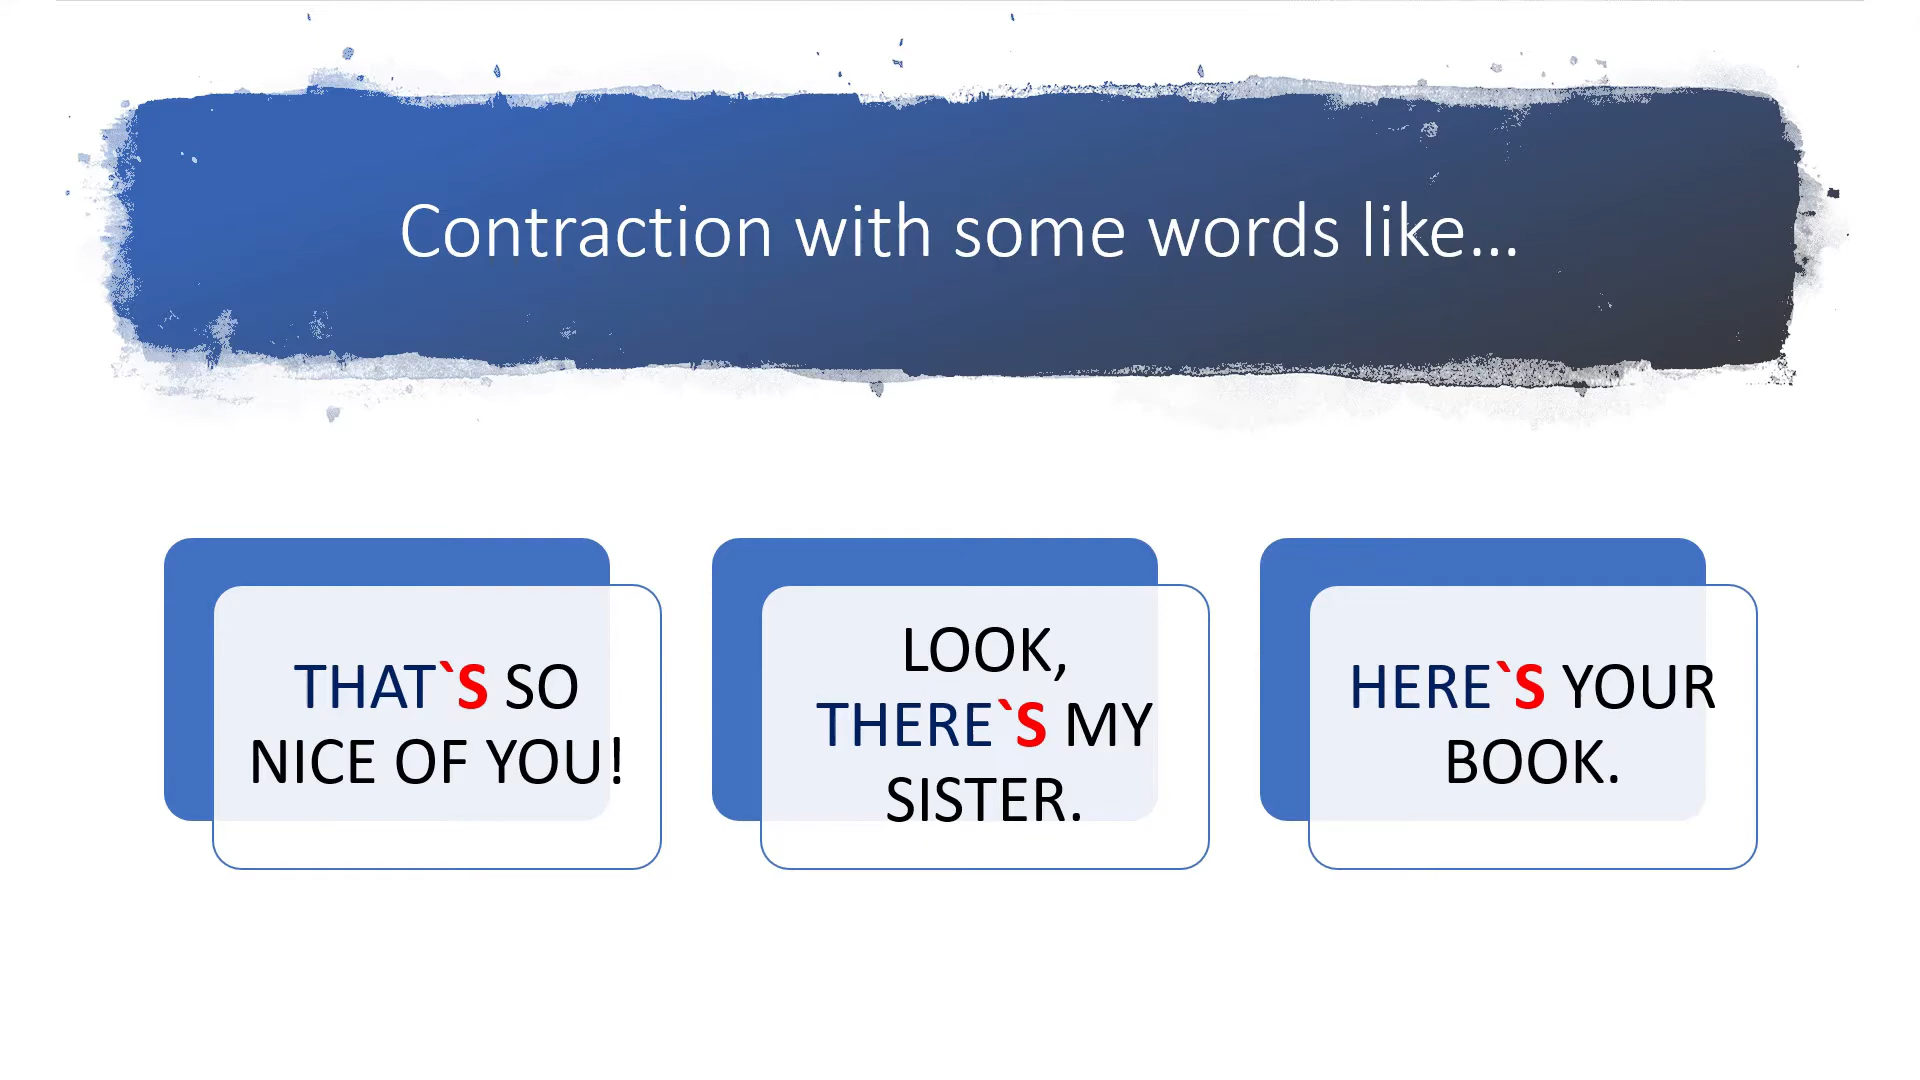 Contraction with some words like...
THAT`S SO
NICE OF YOU!
LOOK,
THERE`S MY
SISTER.
HERE`S YOUR
BOOK.